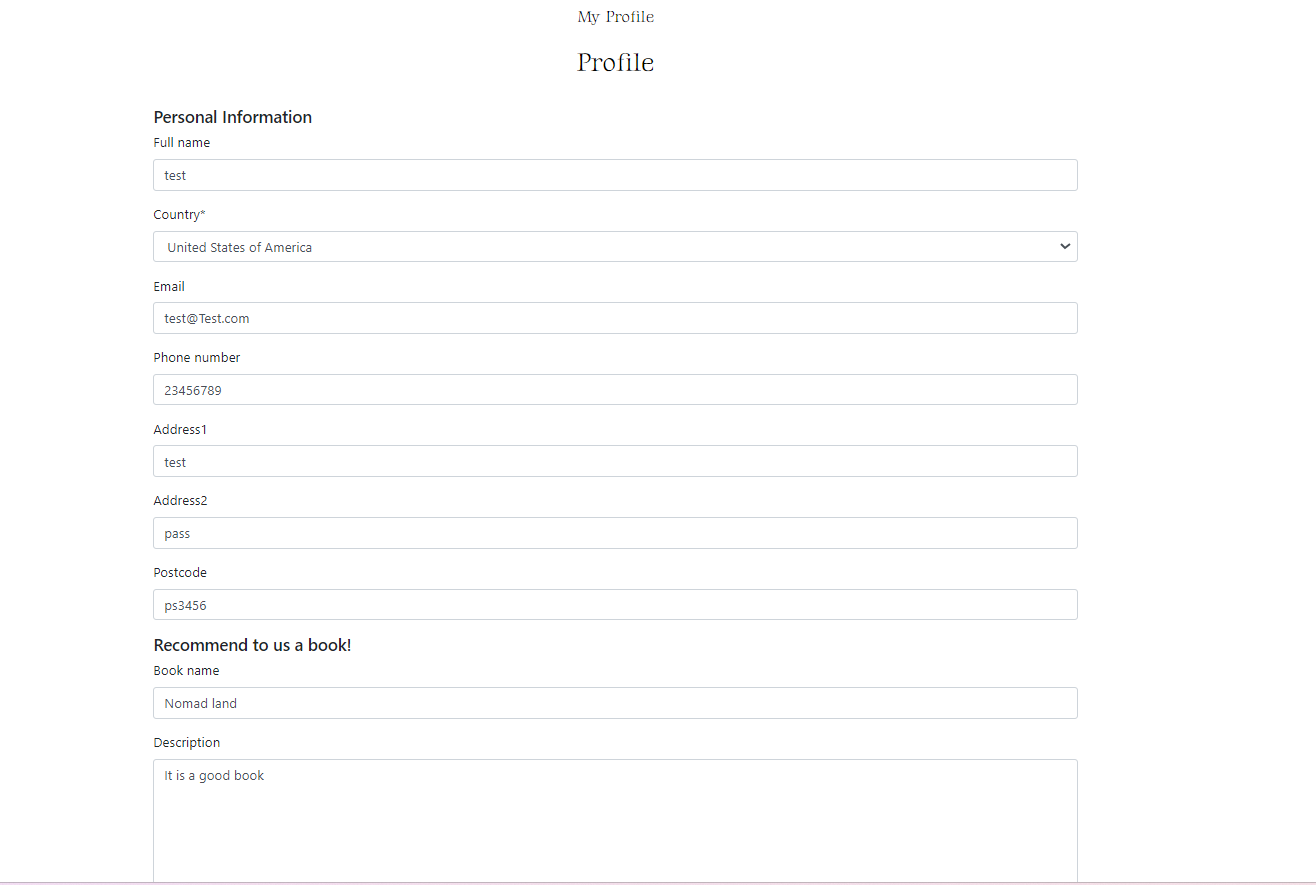 My Profile
Profile
Personal Information
Full name
test
Country*
United States of America
Email
test@Test.com
Phone number
23456789
Address1
test
Address2
pass
Postcode
ps3456
Recommend to us a book!
Book name
Nomad land
Description
It is a good book